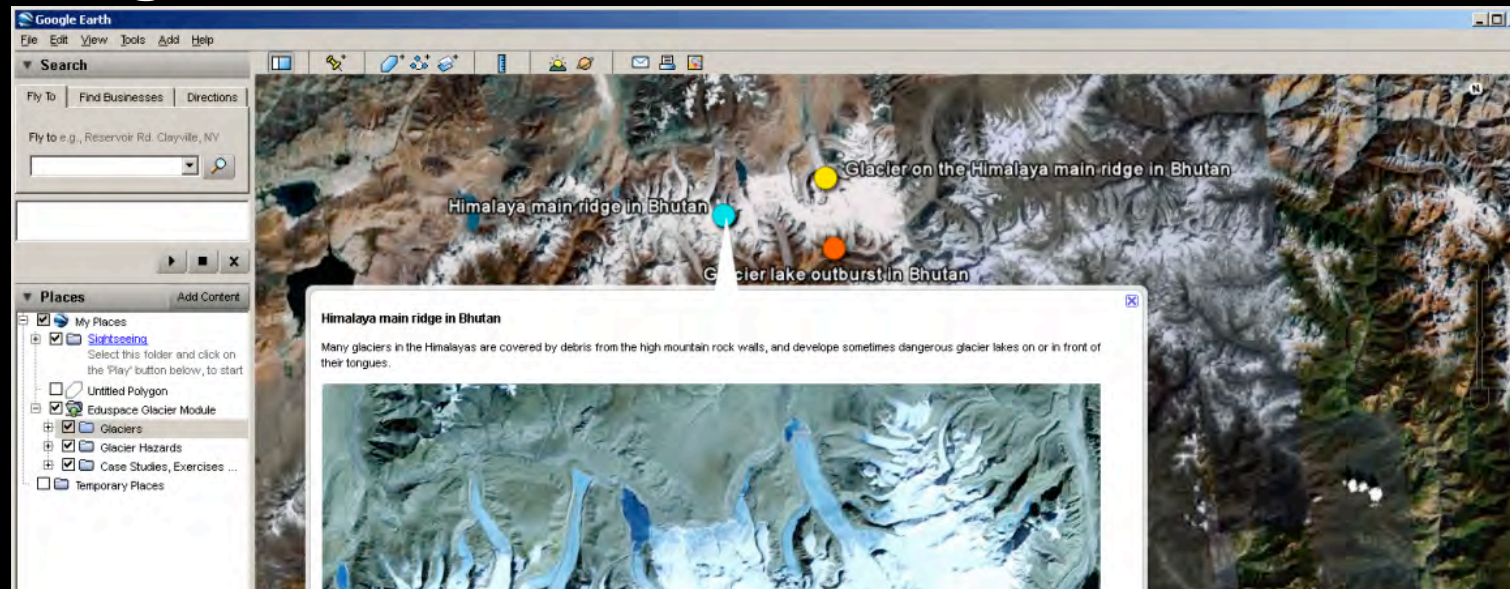 Google Earth
File Edit View Tools Add Help
Search
Fly To Find Businesses Directions
Fly to e.g., Reservoir Rd. Clayville, NY
Places Add Content
My Places
Sightseeing
Select this folder and click on
the 'Play' button below, to start
Untitled Polygon
Eduspace Glacier Module
Glaciers
Glacier Hazards
Case Studies, Exercises ...
Temporary Places
N
Glacier on the Himalaya main ridge in Bhutan
Himalaya main ridge in Bhutan
Glacier lake outburst in Bhutan
Himalaya main ridge in Bhutan
Many glaciers in the Himalayas are covered by debris from the high mountain rock walls, and develope sometimes dangerous glacier lakes on or in front of
their tongues.